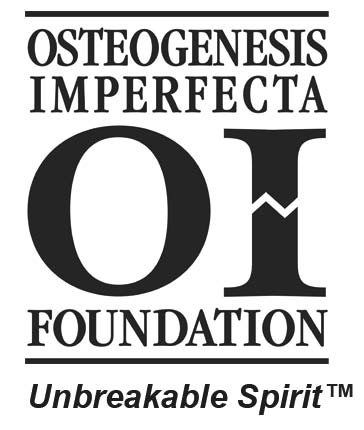 OSTEOGENESIS
IMPERFECTA
OI
FOUNDATION
Unbreakable Spirit™